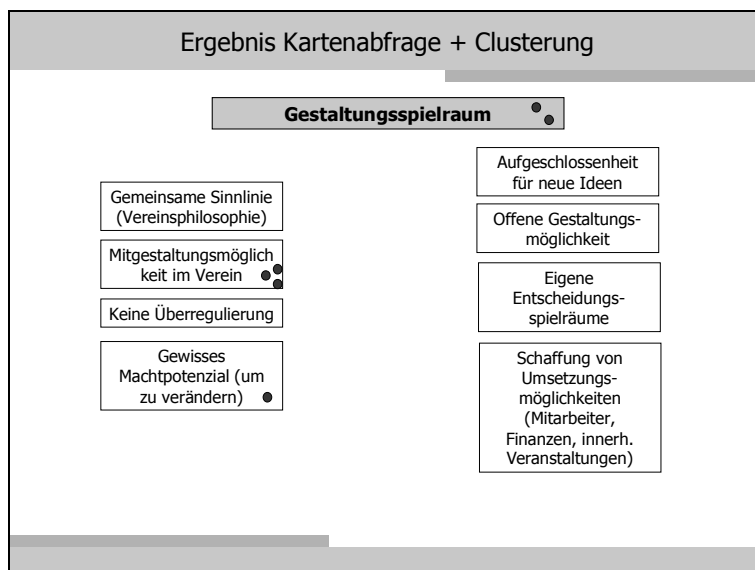 Ergebnis Kartenabfrage + Clusterung
Gestaltungsspielraum
Gemeinsame Sinnlinie
(Vereinsphilosophie)
Mitgestaltungsmöglich
keit im Verein
Keine Überregulierung
Gewisses
Machtpotenzial (um
zu verändern)
Aufgeschlossenheit
für neue Ideen
Offene Gestaltungs-
möglichkeit
Eigene
Entscheidungs-
spielräume
Schaffung von
Umsetzungs-
möglichkeiten
(Mitarbeiter,
Finanzen, innerh.
Veranstaltungen)